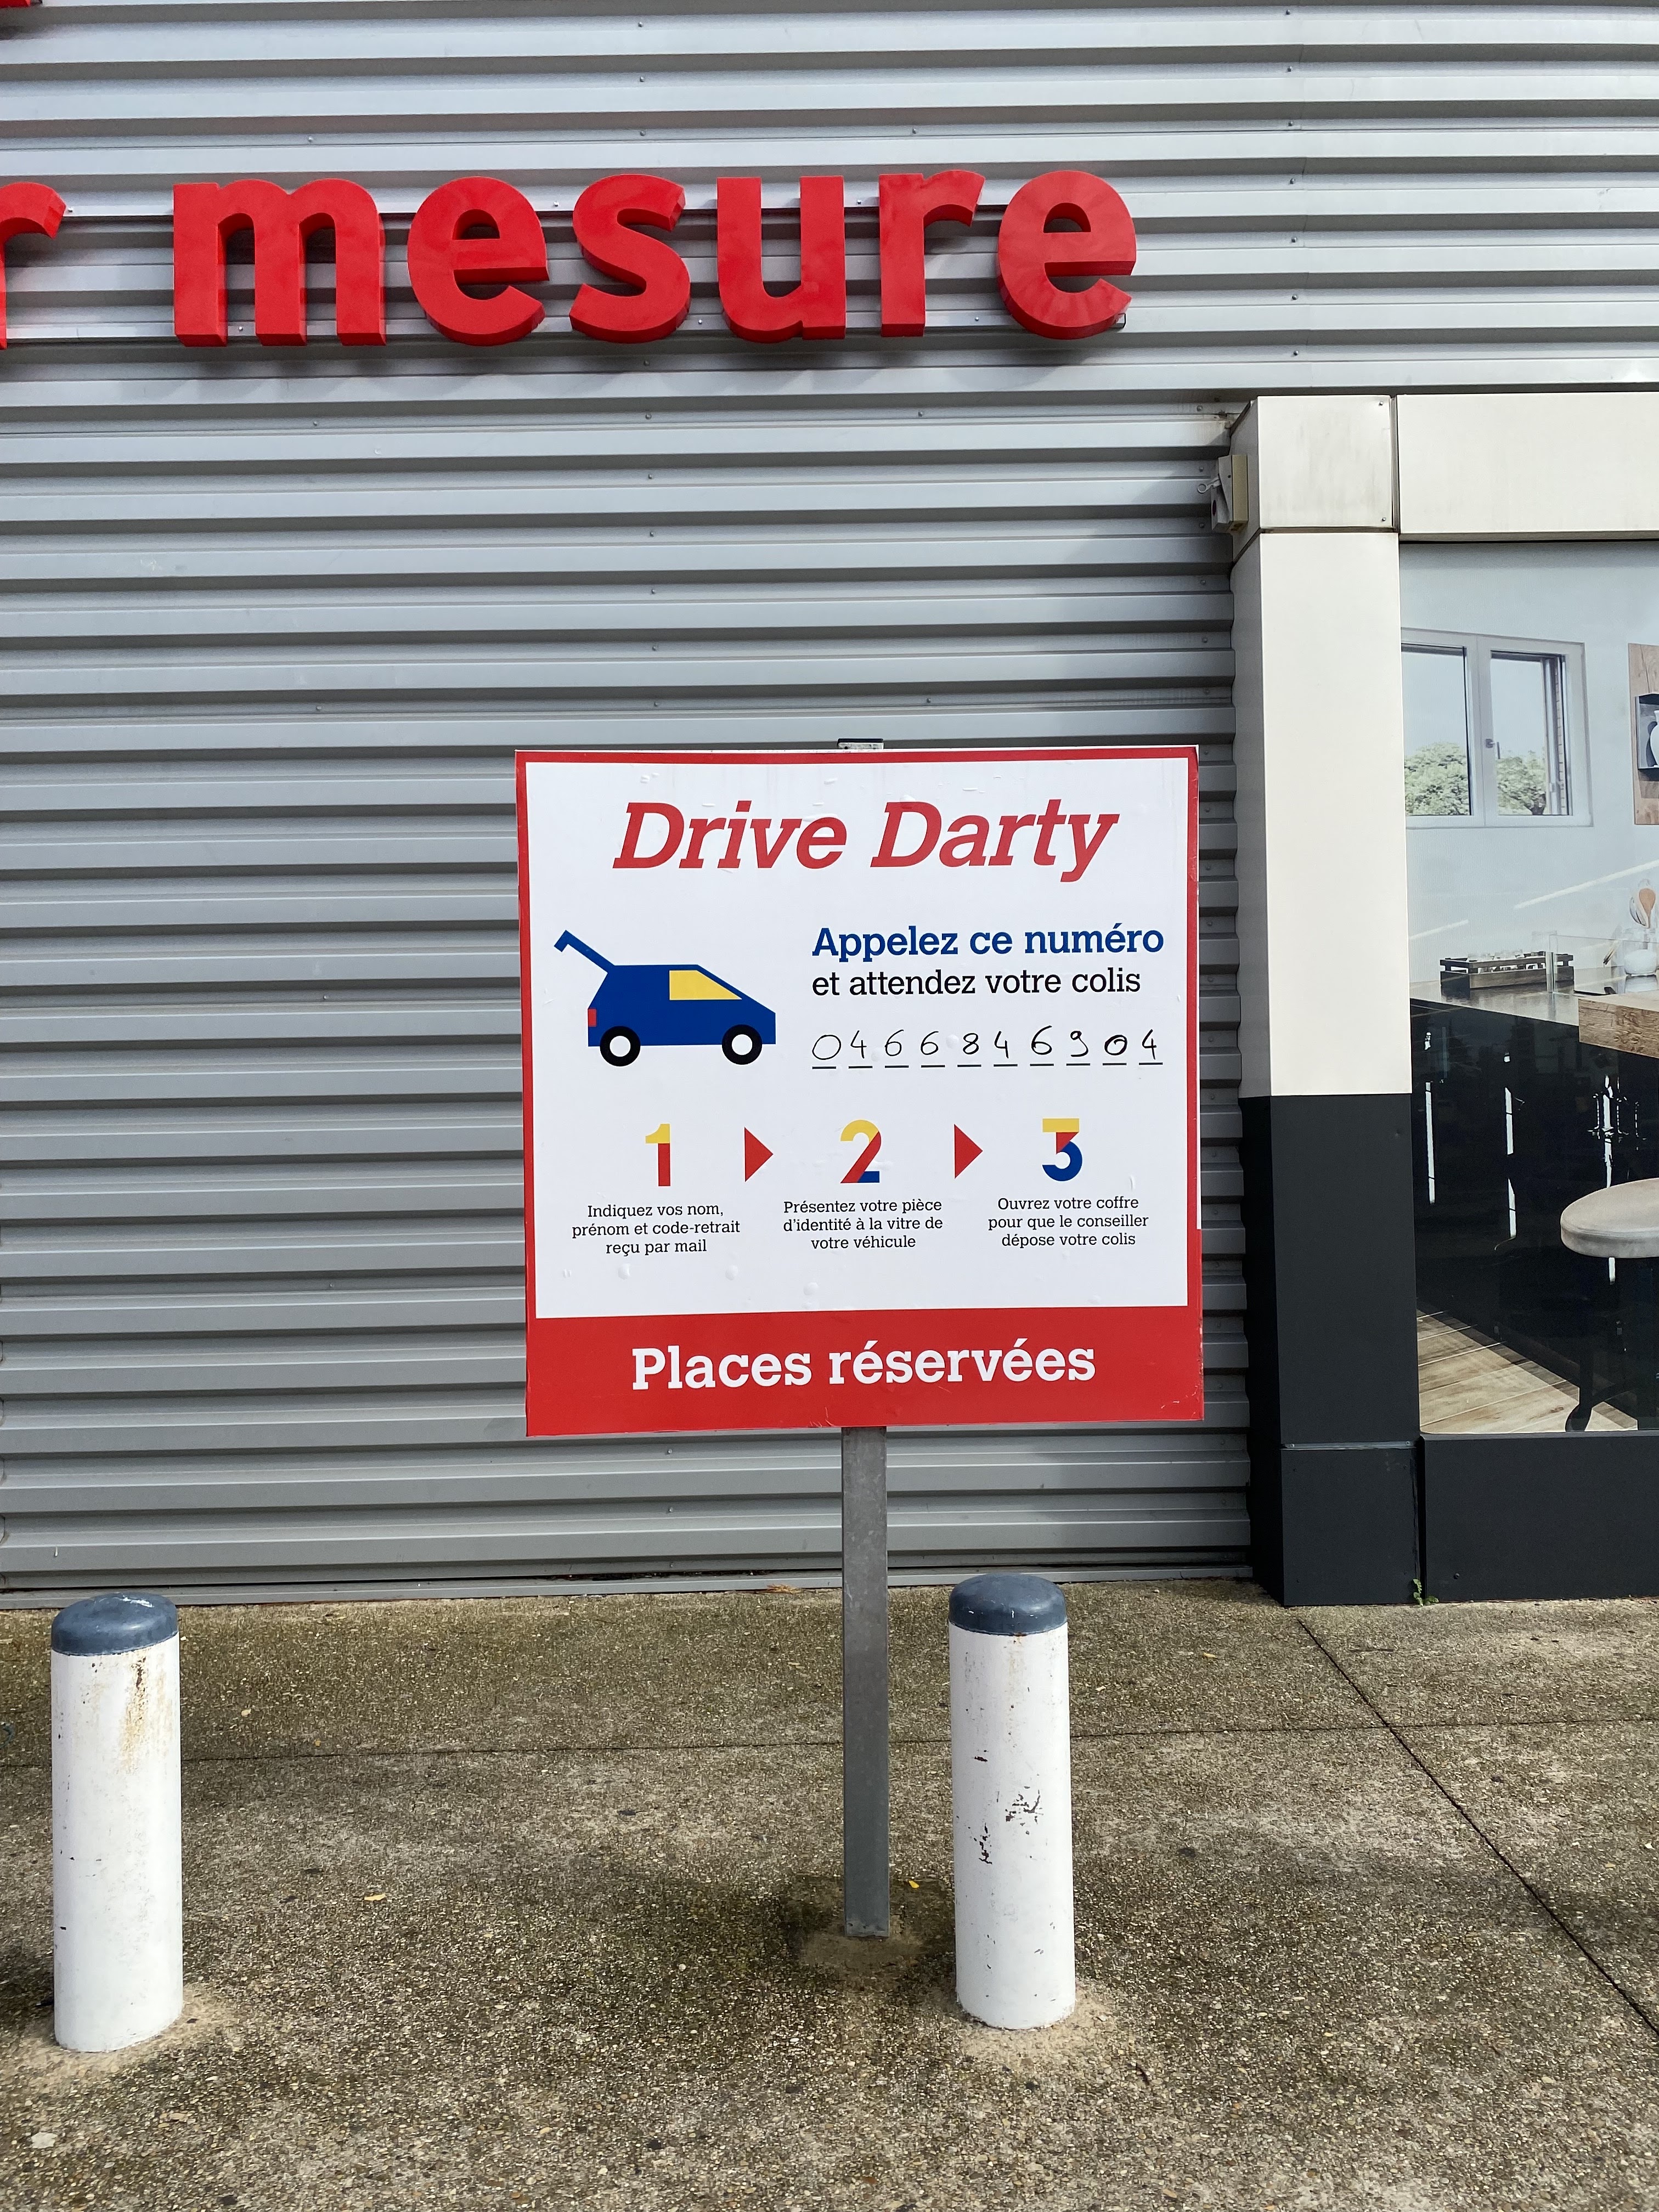 r mesure
Drive Darty
Appelez ce numéro
et attendez votre colis
0466846904
1 2 3
Indiquez vos nom,
prénom et code-retrait
reçu par mail
Présentez votre pièce
d'identité à la vitre de
votre véhicule
Ouvrez votre coffre
pour que le conseiller
dépose votre colis
Places réservées